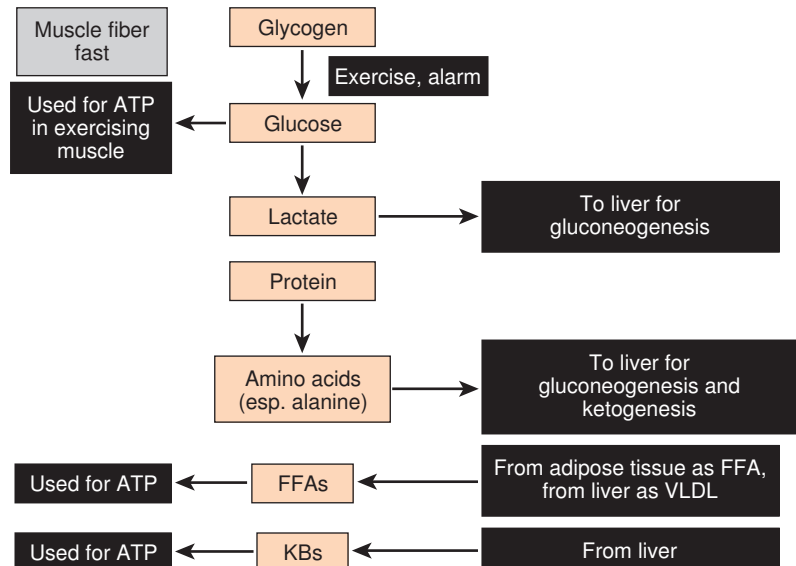 Muscle fiber
fast
Glycogen
Exercise, alarm
Used for ATP
in exercising
muscle
Glucose
Lactate
To liver for
gluconeogenesis
Protein
Amino acids
(esp. alanine)
To liver for
gluconeogenesis and
ketogenesis
Used for ATP
FFAs
From adipose tissue as FFA,
from liver as VLDL
Used for ATP
KBs
From liver